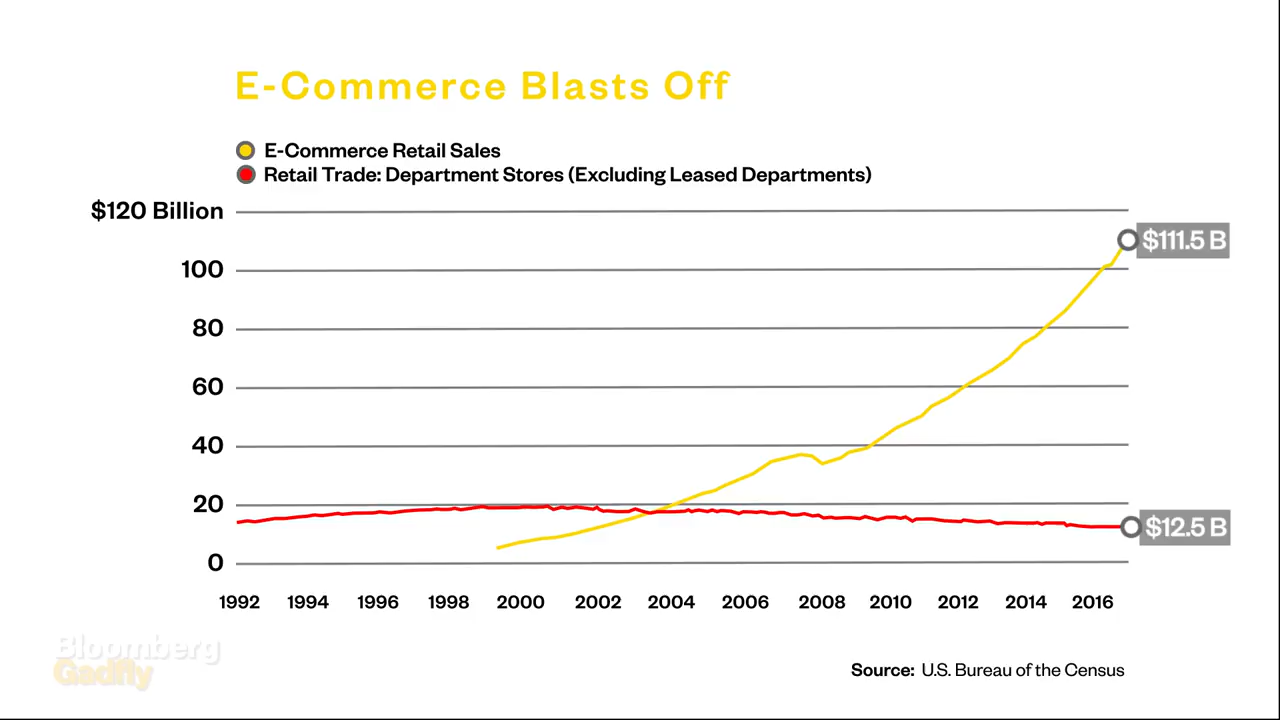 E-Commerce Blasts Off
E-Commerce Retail Sales
Retail Trade: Department Stores (Excluding Leased Departments)
$120 Billion
100
80
60
40
20
0
$111.5 B
$12.5 B
1992 1994 1996 1998 2000 2002 2004 2006 2008 2010 2012 2014 2016
Bloomberg
Gadfly
Source: U.S. Bureau of the Census